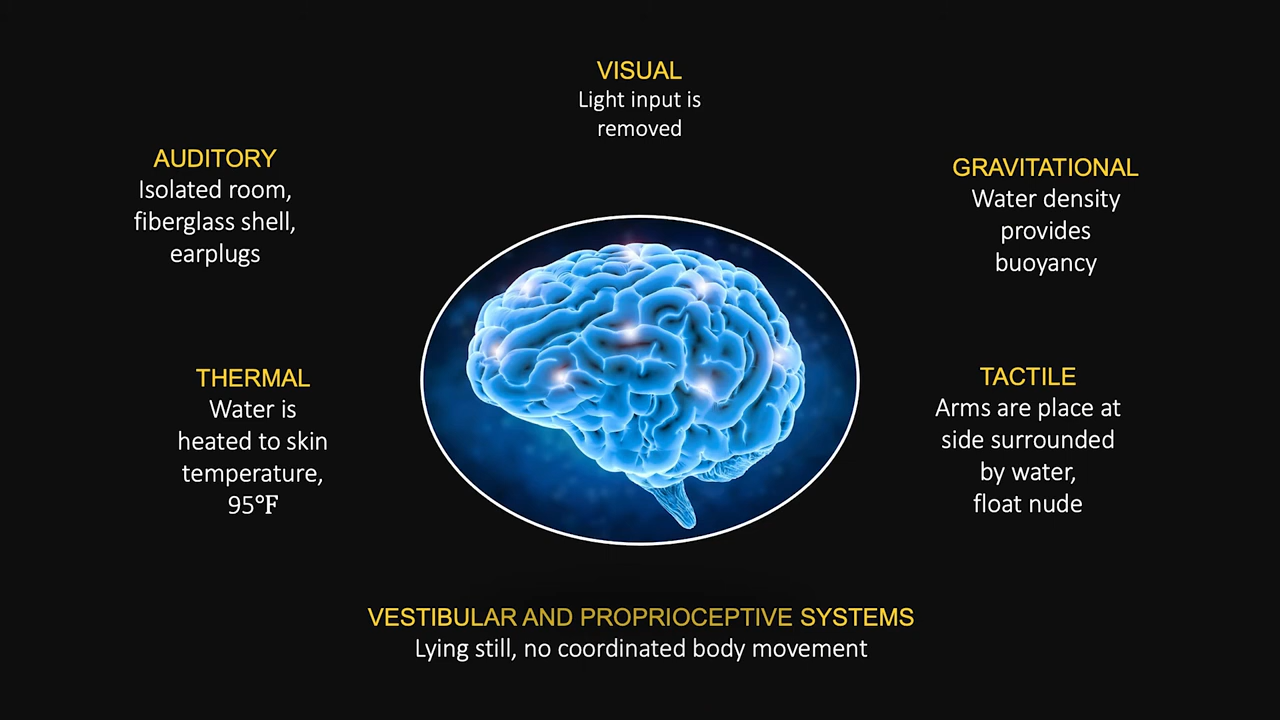 VISUAL
Light input is
removed
AUDITORY
Isolated room,
fiberglass shell,
earplugs
GRAVITATIONAL
Water density
provides
buoyancy
THERMAL
Water is
heated to skin
temperature,
95°F
TACTILE
Arms are place at
side surrounded
by water,
float nude
VESTIBULAR AND PROPRIOCEPTIVE SYSTEMS
Lying still, no coordinated body movement